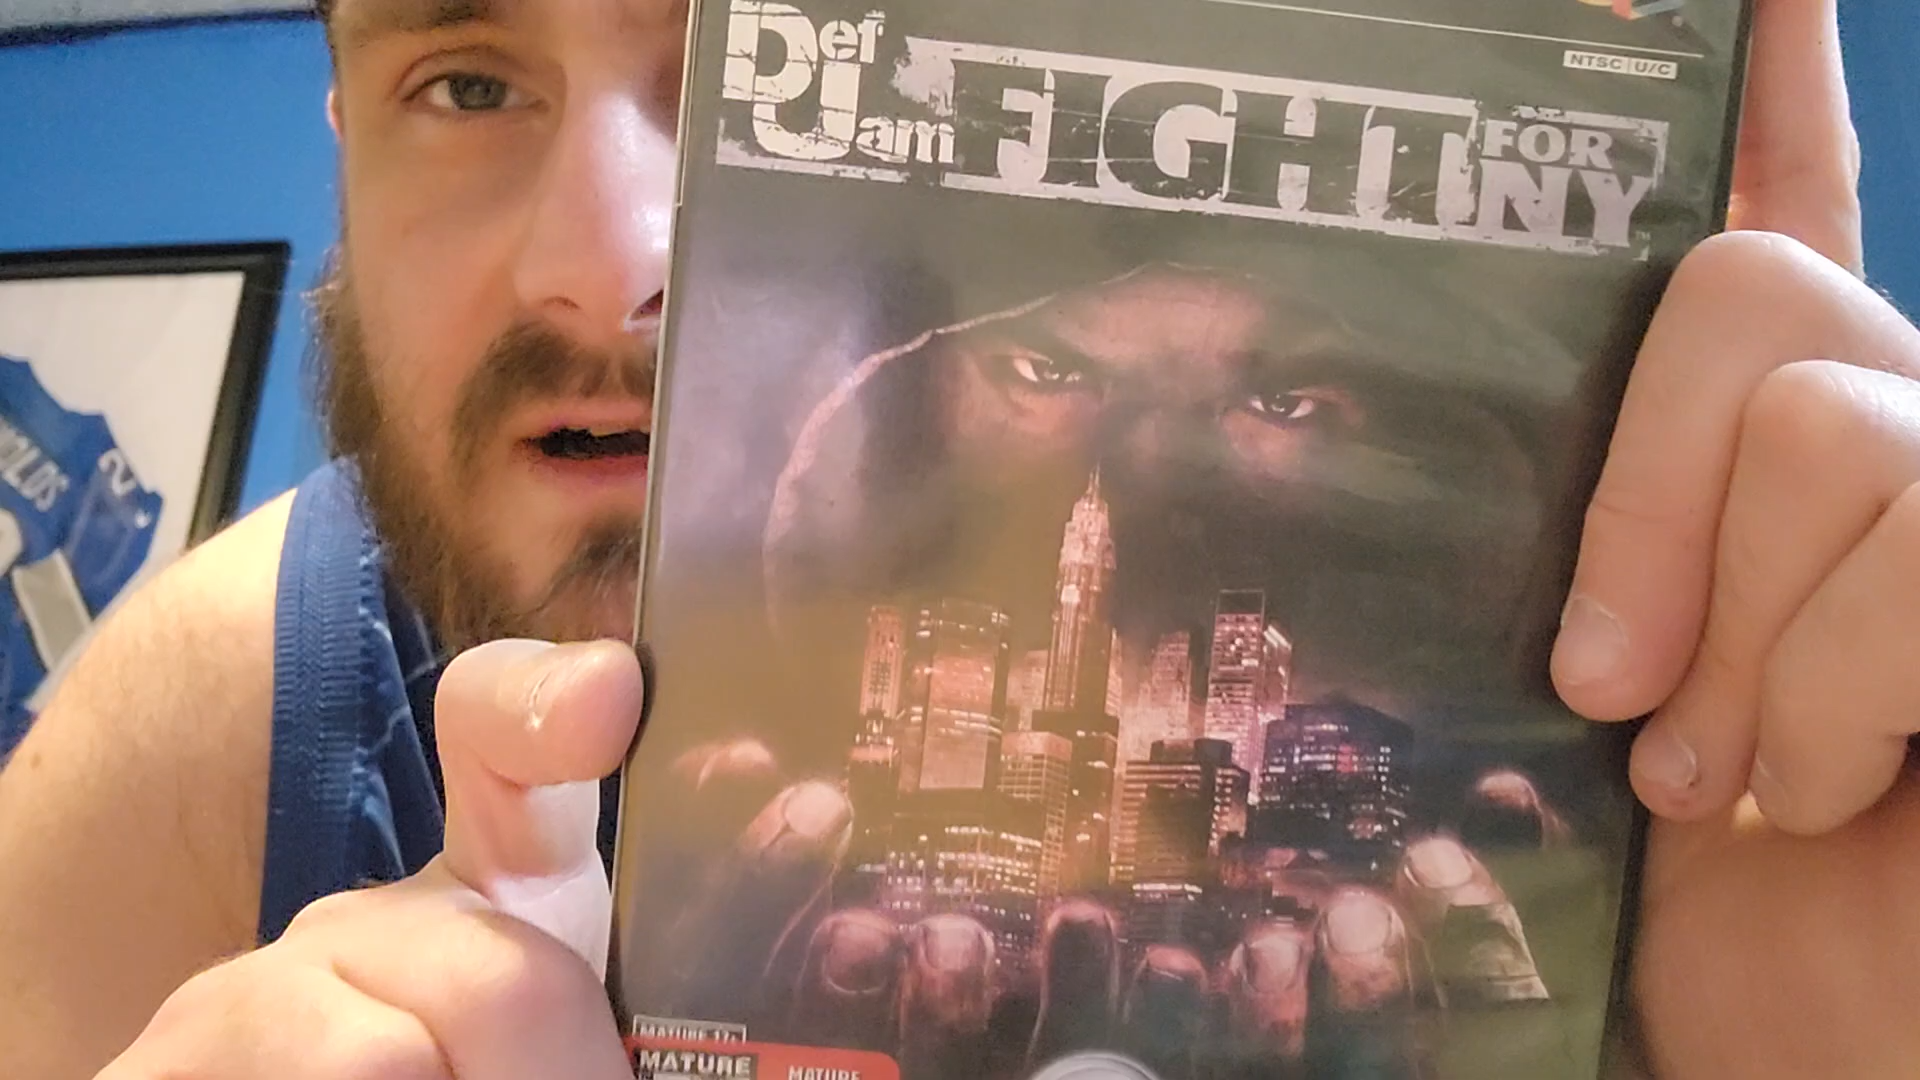 Def Jam FIGHT FOR NY
NTSC U/C
MATURE 17+
MATURE
MATURE